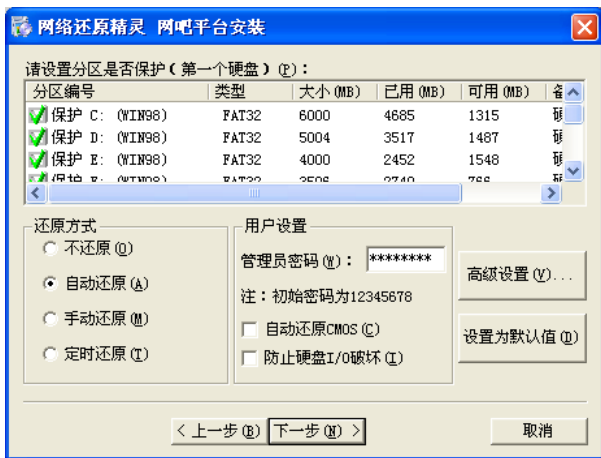 网络还原精灵 网吧平台安装
请设置分区是否保护(第一个硬盘)(P):
分区编号 类型 大小(MB) 已用(MB) 可用(MB)
保护 C: (WIN98) FAT32 6000 4685 1315
保护 D: (WIN98) FAT32 5004 3517 1487
保护 E: (WIN98) FAT32 4000 2452 1548
还原方式
不还原(O)
自动还原(A)
手动还原(M)
定时还原(T)
用户设置
管理员密码(W): ********
注:初始密码为12345678
自动还原CMOS(C)
防止硬盘I/O破坏(I)
高级设置(V)...
设置为默认值(D)
< 上一步(B)
下一步(N) >
取消